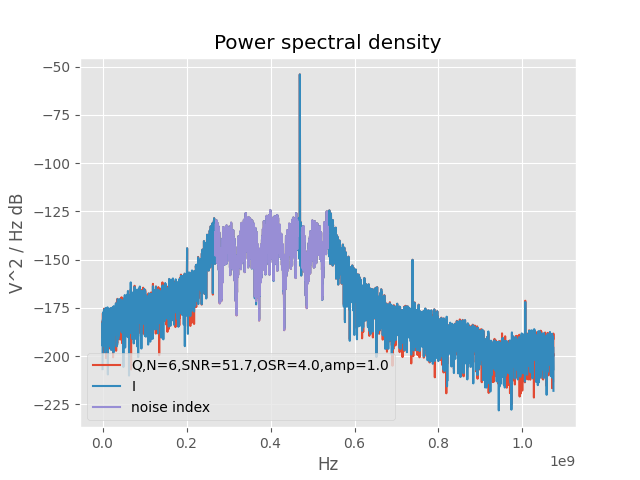 Power spectral density
V^2 / Hz dB
−50
−75
−100
−125
−150
−175
−200
−225
Q,N=6,SNR=51.7,OSR=4.0,amp=1.0
I
noise index
0.0 0.2 0.4 0.6 0.8 1.0
1e9
Hz